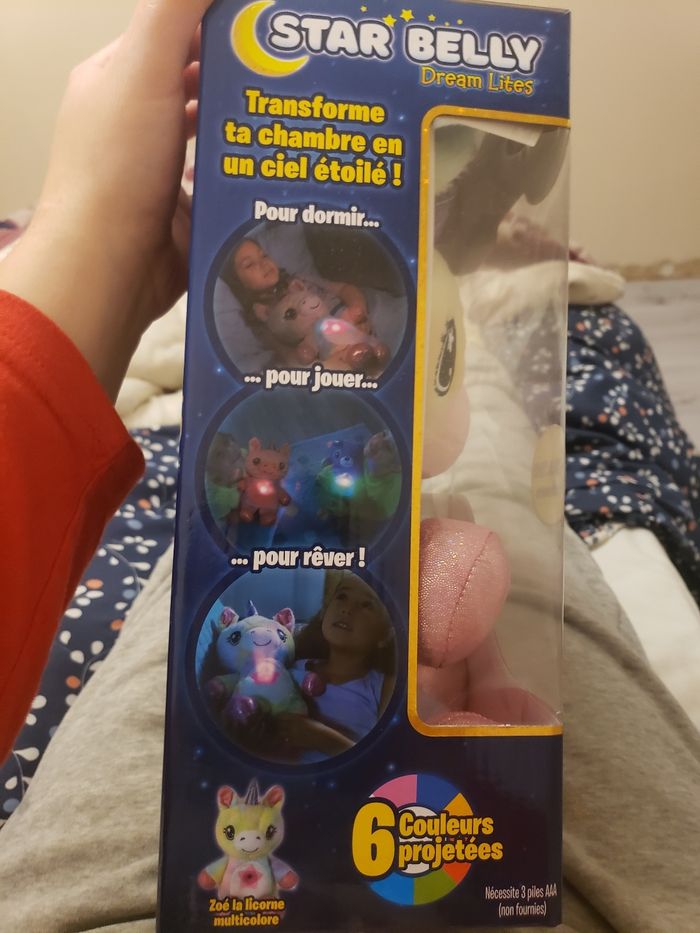 STAR BELLY
Dream Lites
Transforme
ta chambre en
un ciel étoilé !
Pour dormir...
... pour jouer...
... pour rêver !
Zoé la licorne
multicolore
6 Couleurs
projetées
Nécessite 3 piles AAA
(non fournies)